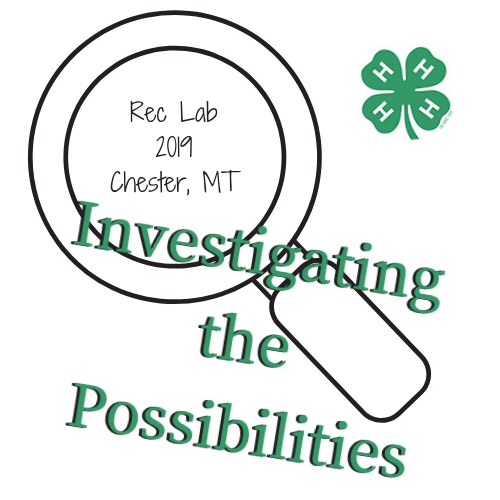 Rec Lab
2019
Chester, MT
H H
H H
Investigating
the
Possibilities